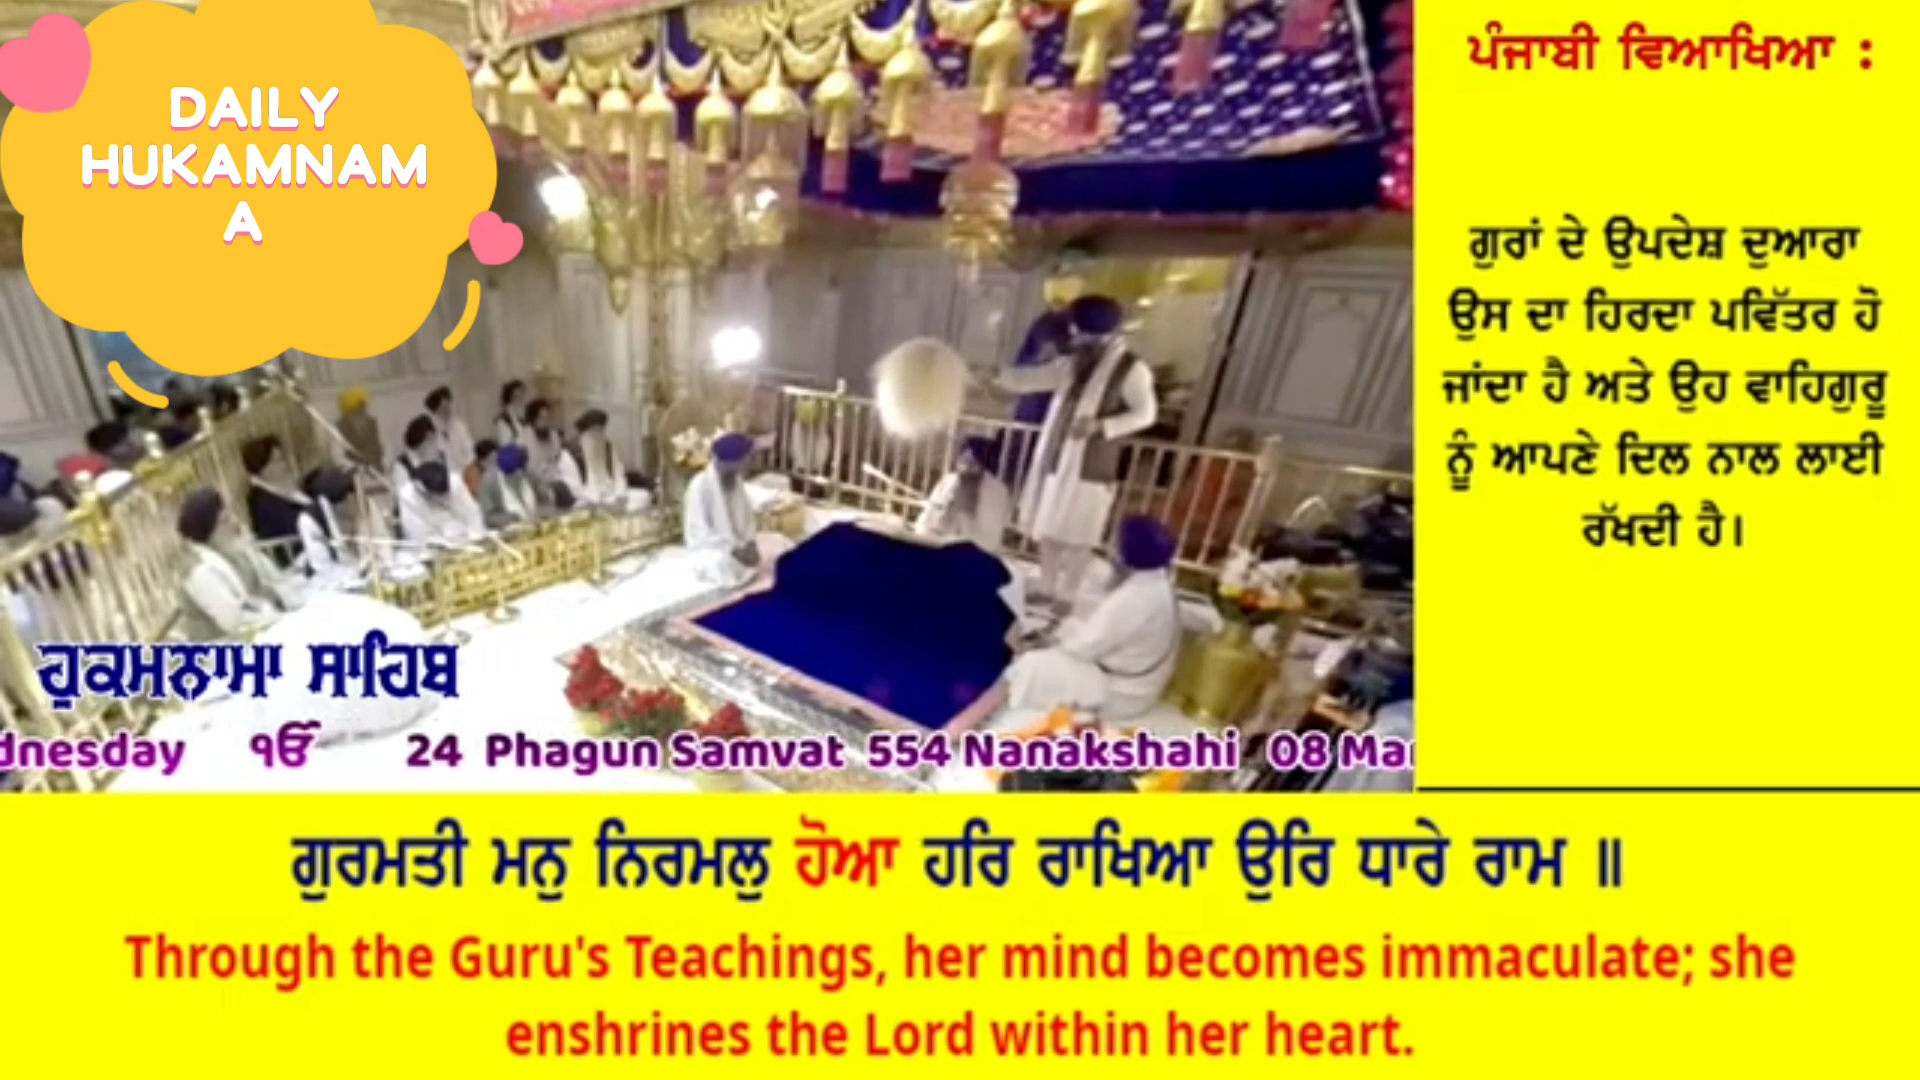 DAILY
HUKAMNAM
A
ਪੰਜਾਬੀ ਵਿਆਖਿਆ :
ਗੁਰਾਂ ਦੇ ਉਪਦੇਸ਼ ਦੁਆਰਾ
ਉਸ ਦਾ ਹਿਰਦਾ ਪਵਿੱਤਰ ਹੋ
ਜਾਂਦਾ ਹੈ ਅਤੇ ਉਹ ਵਾਹਿਗੁਰੂ
ਨੂੰ ਆਪਣੇ ਦਿਲ ਨਾਲ ਲਾਈ
ਰੱਖਦੀ ਹੈ।
ਹੁਕਮਨਾਮਾ ਸਾਹਿਬ
dnesday ੧ੳੱ 24 Phagun Samvat 554 Nanakshahi 08 Mar
ਗੁਰਮਤੀ ਮਨੁ ਨਿਰਮਲੁ ਹੋਆ ਹਰਿ ਰਾਖਿਆ ਉਰਿ ਧਾਰੇ ਰਾਮ ॥
Through the Guru's Teachings, her mind becomes immaculate; she
enshrines the Lord within her heart.